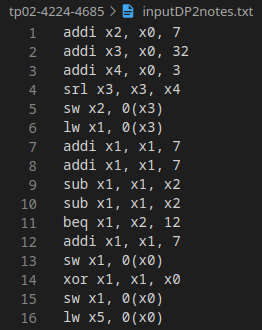 tp02-4224-4685 > inputDP2notes.txt
1 addi x2, x0, 7
2 addi x3, x0, 32
3 addi x4, x0, 3
4 srl x3, x3, x4
5 sw x2, 0(x3)
6 lw x1, 0(x3)
7 addi x1, x1, 7
8 addi x1, x1, 7
9 sub x1, x1, x2
10 sub x1, x1, x2
11 beq x1, x2, 12
12 addi x1, x1, 7
13 sw x1, 0(x0)
14 xor x1, x1, x0
15 sw x1, 0(x0)
16 lw x5, 0(x0)